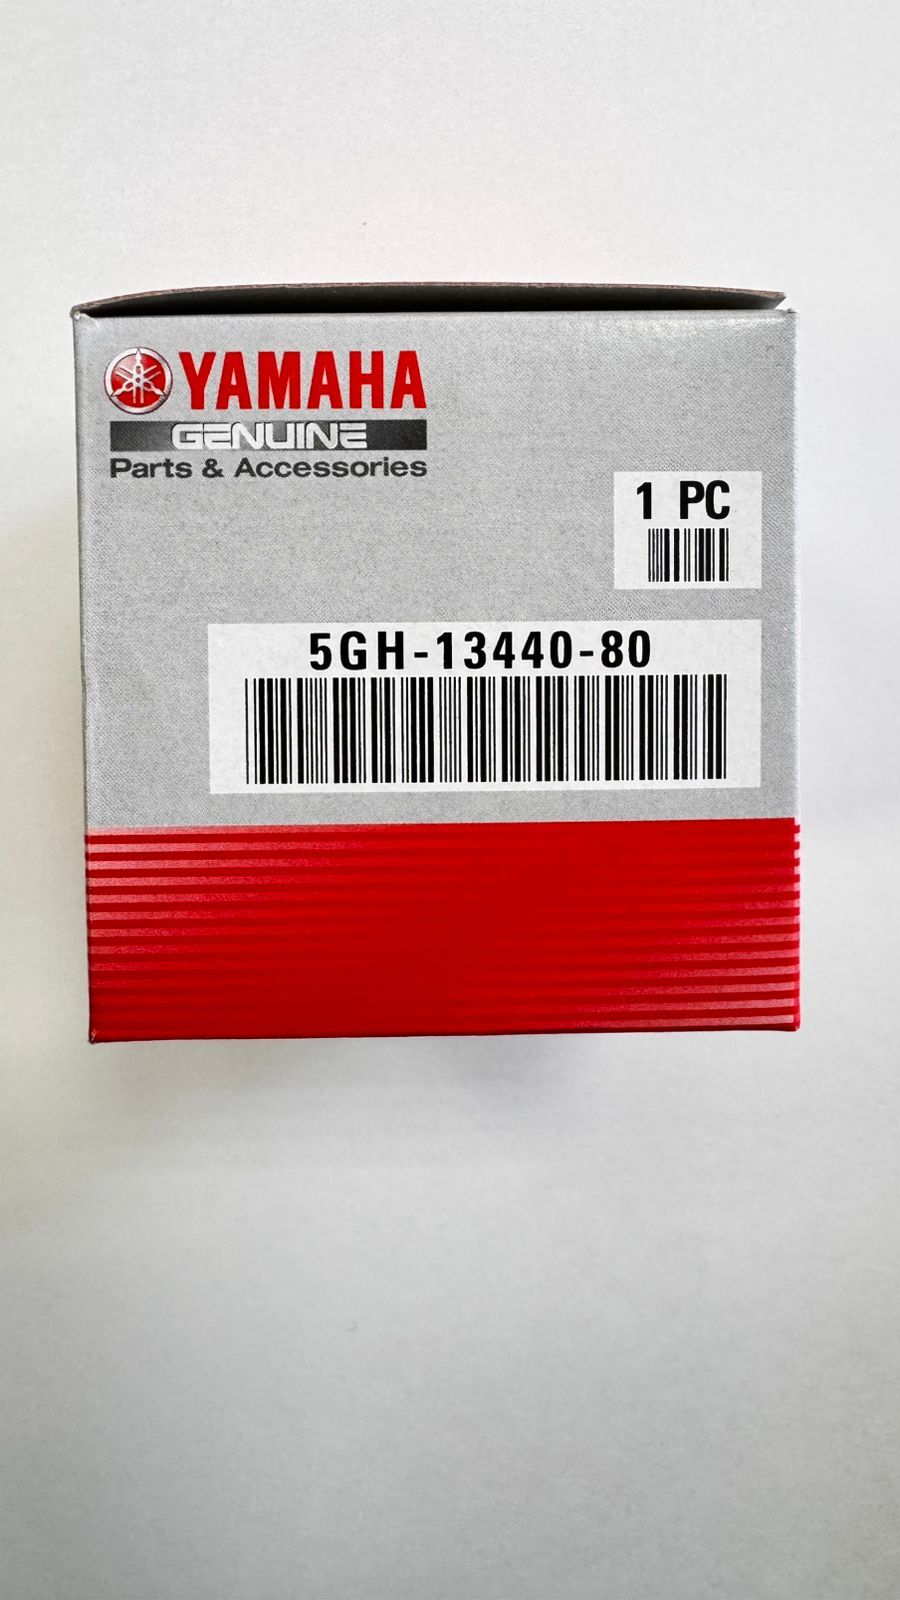 YAMAHA
GENUINE
Parts & Accessories
1 PC
5GH-13440-80